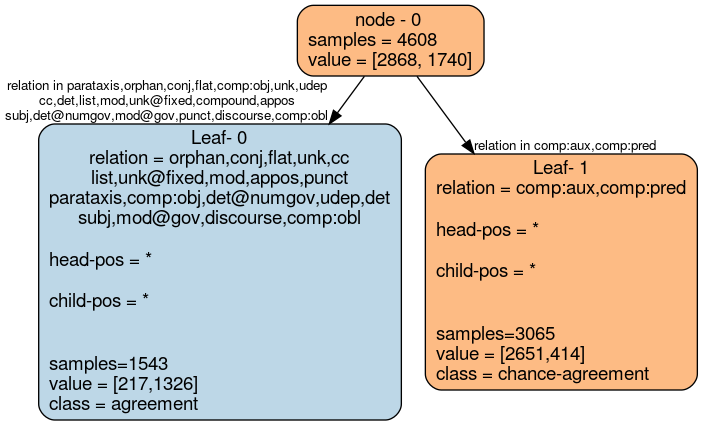 node - 0
samples = 4608
value = [2868, 1740]
relation in parataxis,orphan,conj,flat,comp:obj,unk,udep
cc,det,list,mod,unk@fixed,compound,appos
subj,det@numgov,mod@gov,punct,discourse,comp:obl
relation in comp:aux,comp:pred
Leaf- 0
relation = orphan,conj,flat,unk,cc
list,unk@fixed,mod,appos,punct
parataxis,comp:obj,det@numgov,udep,det
subj,mod@gov,discourse,comp:obl
head-pos = *
child-pos = *
samples=1543
value = [217,1326]
class = agreement
Leaf- 1
relation = comp:aux,comp:pred
head-pos = *
child-pos = *
samples=3065
value = [2651,414]
class = chance-agreement